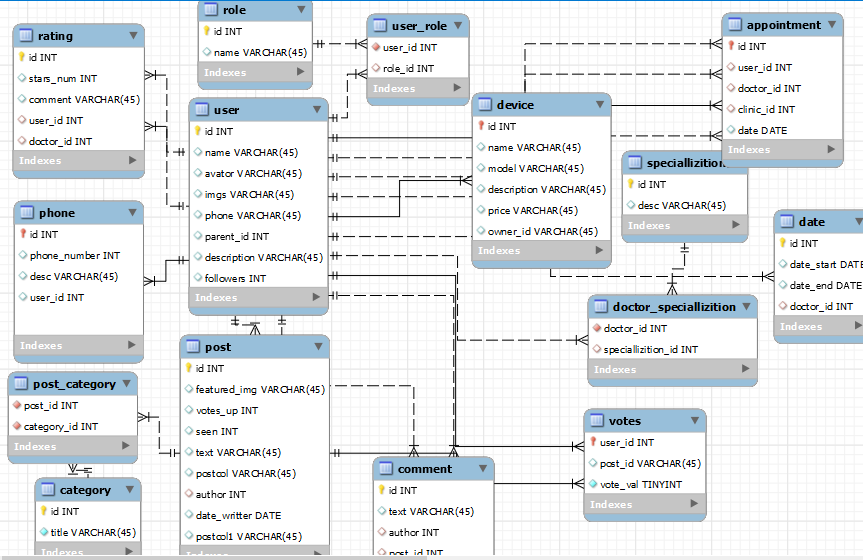 role
id INT
name VARCHAR(45)
Indexes
user_role
user_id INT
role_id INT
Indexes
appointment
id INT
user_id INT
doctor_id INT
clinic_id INT
date DATE
Indexes
rating
id INT
stars_num INT
comment VARCHAR(45)
user_id INT
doctor_id INT
Indexes
user
id INT
name VARCHAR(45)
avator VARCHAR(45)
imgs VARCHAR(45)
phone VARCHAR(45)
parent_id INT
description VARCHAR(45)
followers INT
Indexes
device
id INT
name VARCHAR(45)
model VARCHAR(45)
description VARCHAR(45)
price VARCHAR(45)
owner_id VARCHAR(45)
Indexes
speciallizition
id INT
desc VARCHAR(45)
Indexes
phone
id INT
phone_number INT
desc VARCHAR(45)
user_id INT
Indexes
date
id INT
date_start DATE
date_end DATE
doctor_id INT
Indexes
doctor_speciallizition
doctor_id INT
speciallizition_id INT
Indexes
post
id INT
featured_img VARCHAR(45)
votes_up INT
seen INT
text VARCHAR(45)
postcol VARCHAR(45)
author INT
date_writter DATE
postcol1 VARCHAR(45)
Indexes
post_category
post_id INT
category_id INT
Indexes
votes
user_id INT
post_id VARCHAR(45)
vote_val TINYINT
Indexes
comment
id INT
text VARCHAR(45)
author INT
post_id INT
category
id INT
title VARCHAR(45)
Indexes